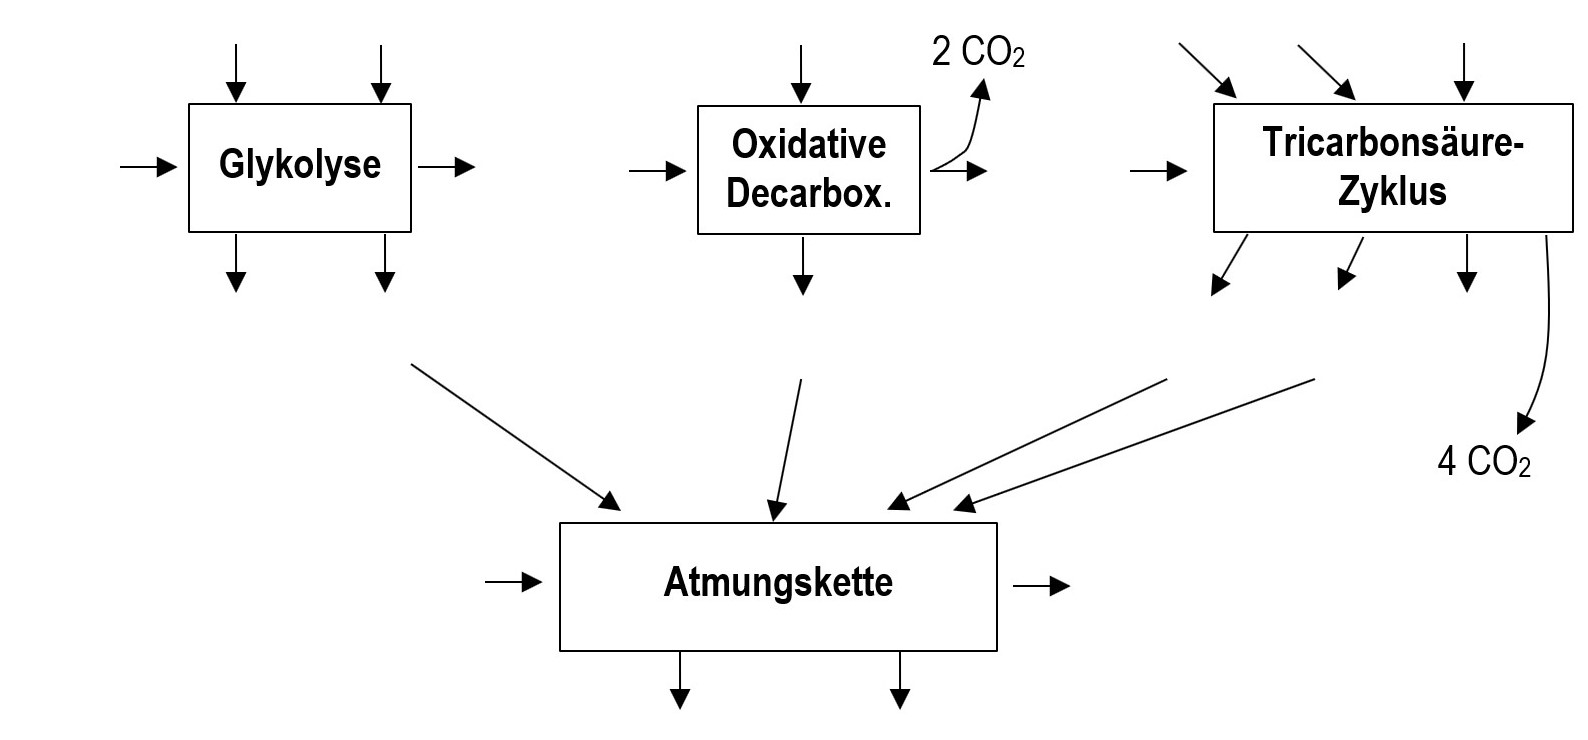 2 CO₂
Glykolyse
Oxidative
Decarbox.
Tricarbonsäure-
Zyklus
4 CO₂
Atmungskette